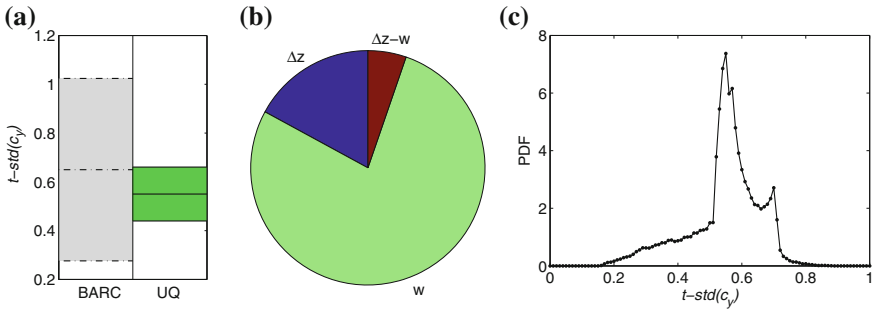 (a)
t−std(c_y)
1.2
1
0.8
0.6
0.4
0.2
BARC UQ
(b)
Δz
Δz−w
w
(c)
PDF
8
6
4
2
0
0 0.2 0.4 0.6 0.8 1
t−std(c_y)